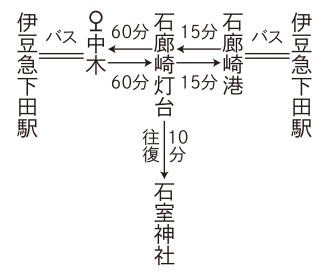 伊豆急下田駅
バス
中木
60分
60分
石廊崎灯台
15分
15分
石廊崎港
バス
伊豆急下田駅
往復
10分
石室神社